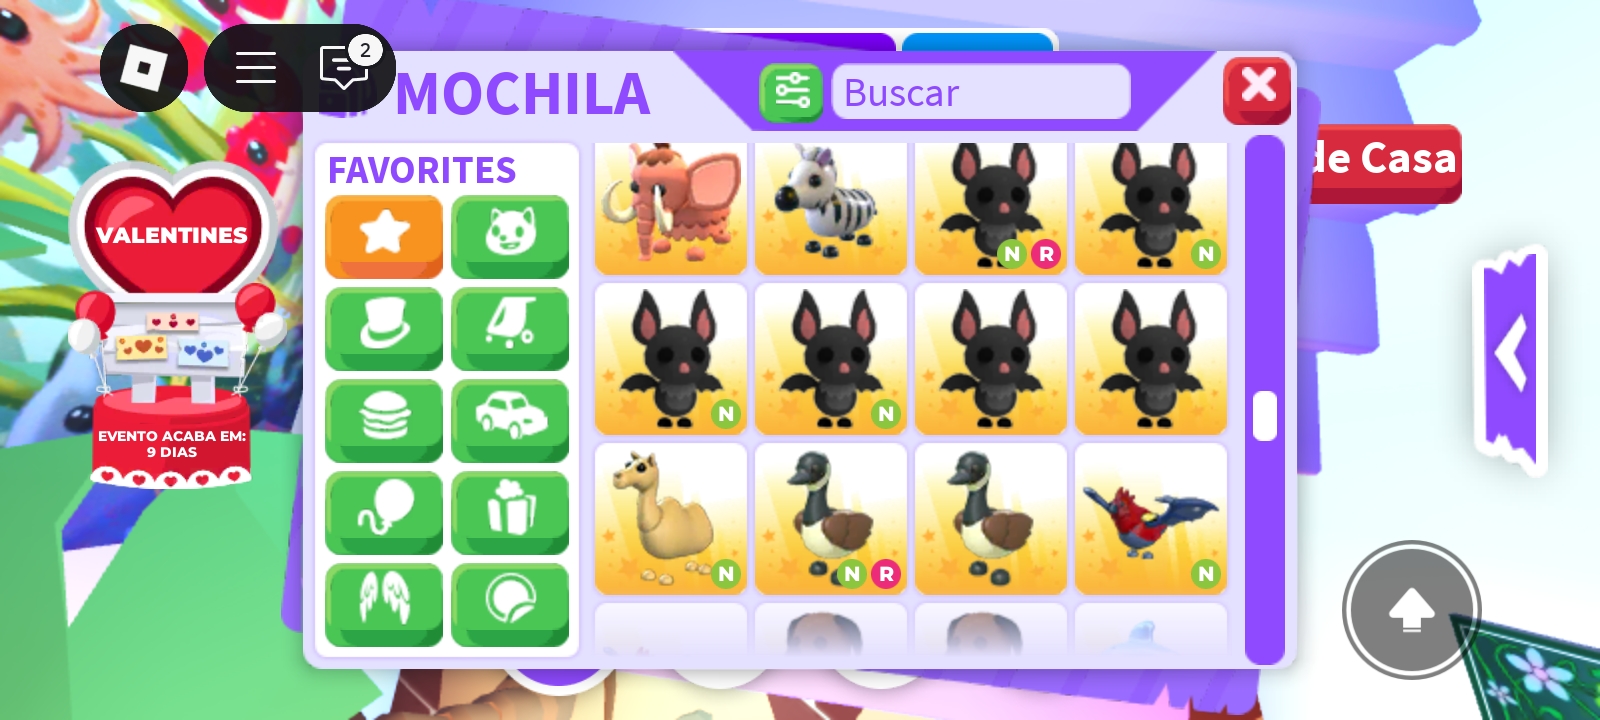 2
MOCHILA
Buscar
de Casa
FAVORITES
VALENTINES
EVENTO ACABA EM:
9 DIAS
N R
N
N
N
N
N R
N